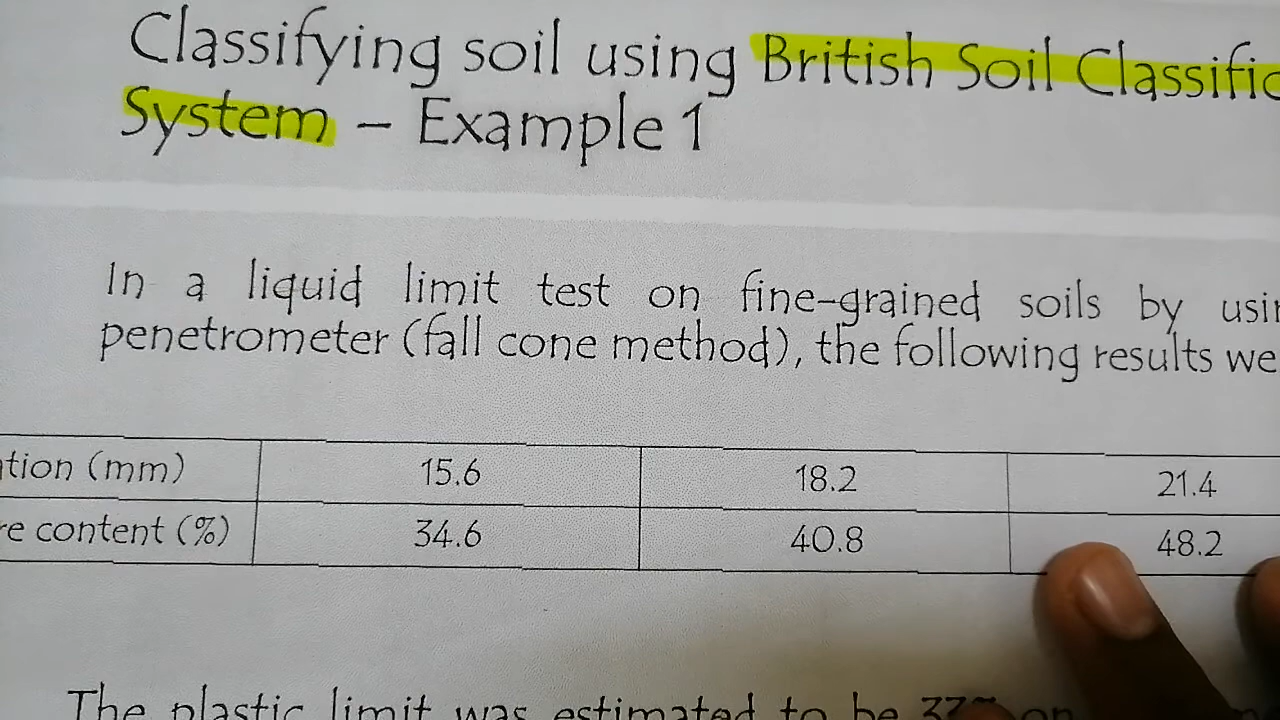 Classifying soil using British Soil Classific
System – Example 1
In a liquid limit test on fine-grained soils by usin
penetrometer (fall cone method), the following results we
ation (mm) 15.6 18.2 21.4
re content (%) 34.6 40.8 48.2
The plastic limit was estimated to be